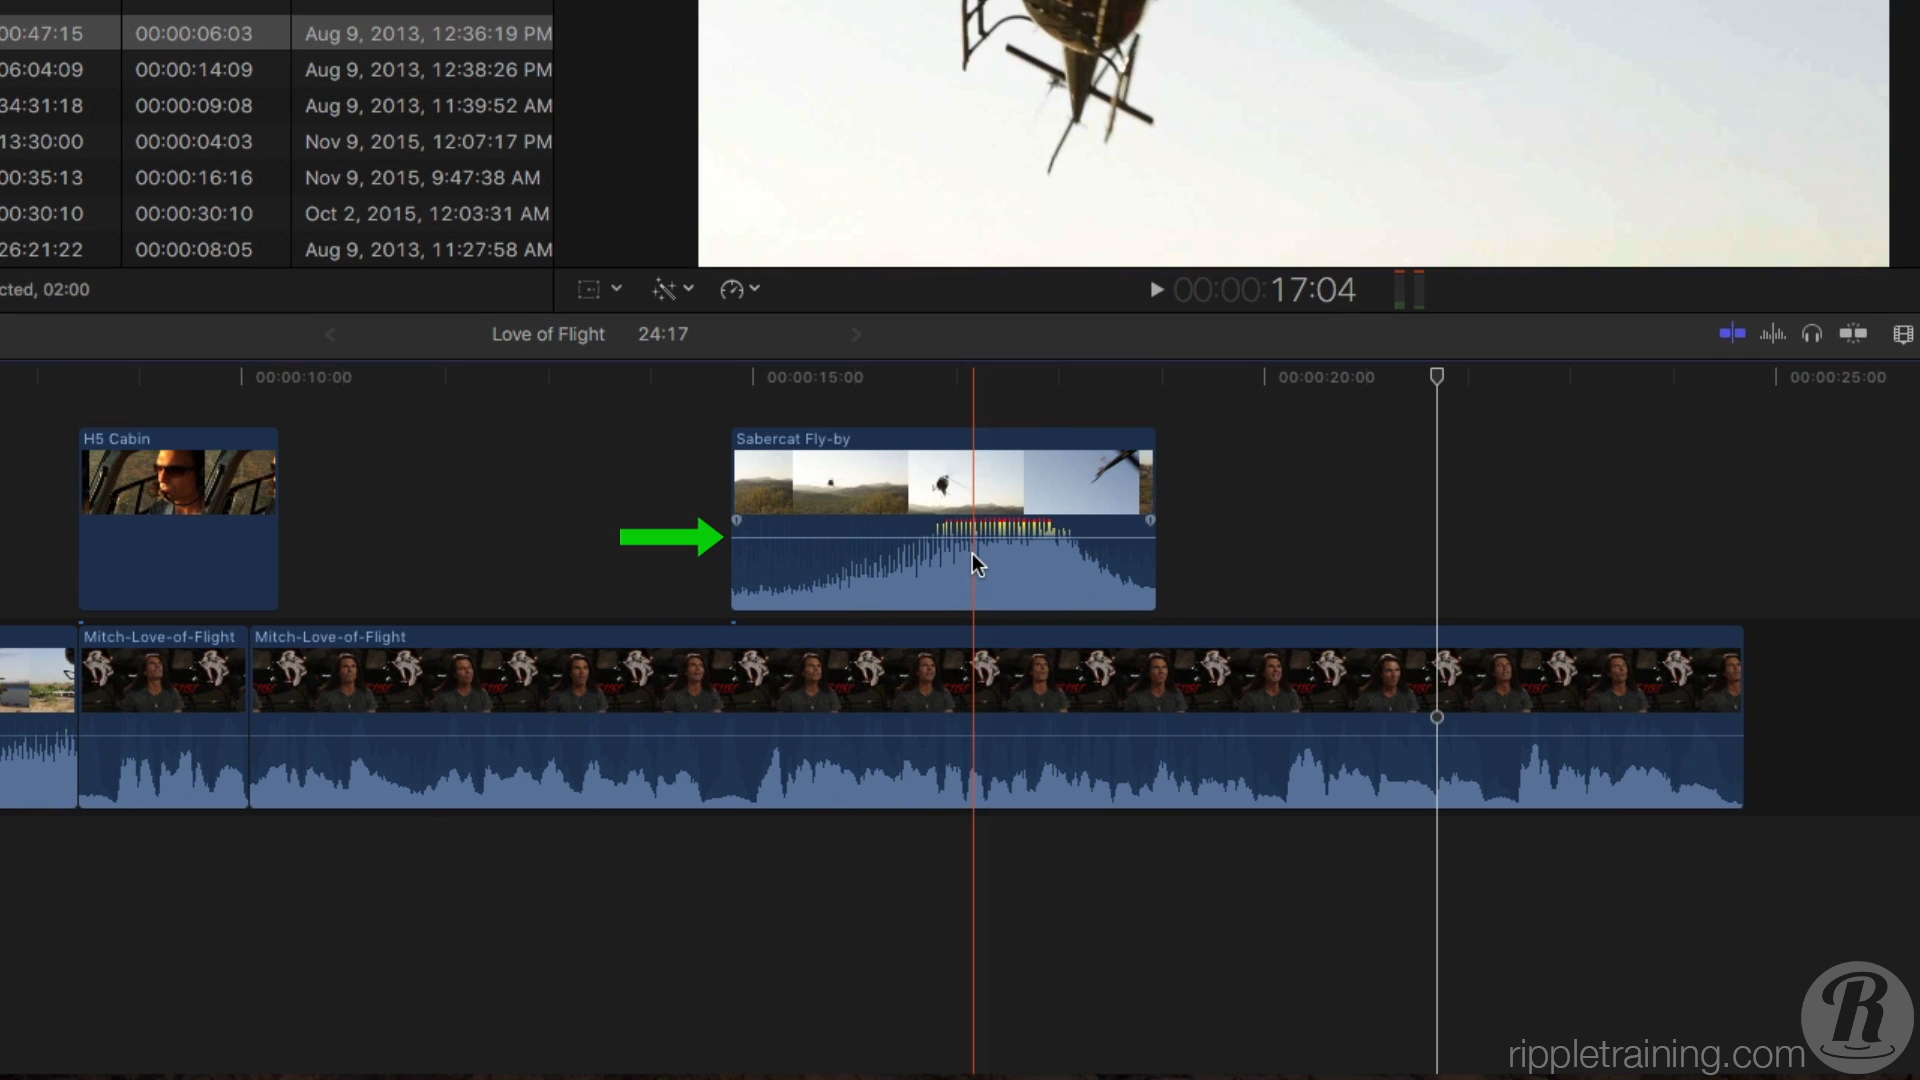 00:47:15 00:00:06:03 Aug 9, 2013, 12:36:19 PM
06:04:09 00:00:14:09 Aug 9, 2013, 12:38:26 PM
34:31:18 00:00:09:08 Aug 9, 2013, 11:39:52 AM
13:30:00 00:00:04:03 Nov 9, 2015, 12:07:17 PM
00:35:13 00:00:16:16 Nov 9, 2015, 9:47:38 AM
00:30:10 00:00:30:10 Oct 2, 2015, 12:03:31 AM
26:21:22 00:00:08:05 Aug 9, 2013, 11:27:58 AM
cted, 02:00
00:00:17:04
Love of Flight 24:17
00:00:10:00 00:00:15:00 00:00:20:00 00:00:25:00
H5 Cabin
Sabercat Fly-by
Mitch-Love-of-Flight
Mitch-Love-of-Flight
R
rippletraining.com